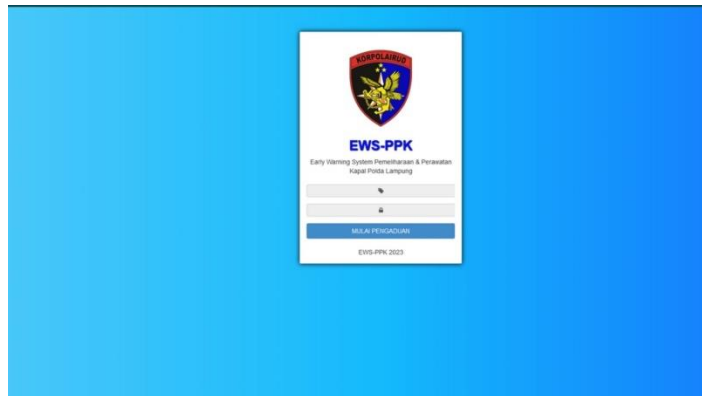 KORPOLAIRUD
EWS-PPK
Early Warning System Pemeliharaan & Perawatan
Kapal Polda Lampung
MULAI PENGADUAN
EWS-PPK 2023